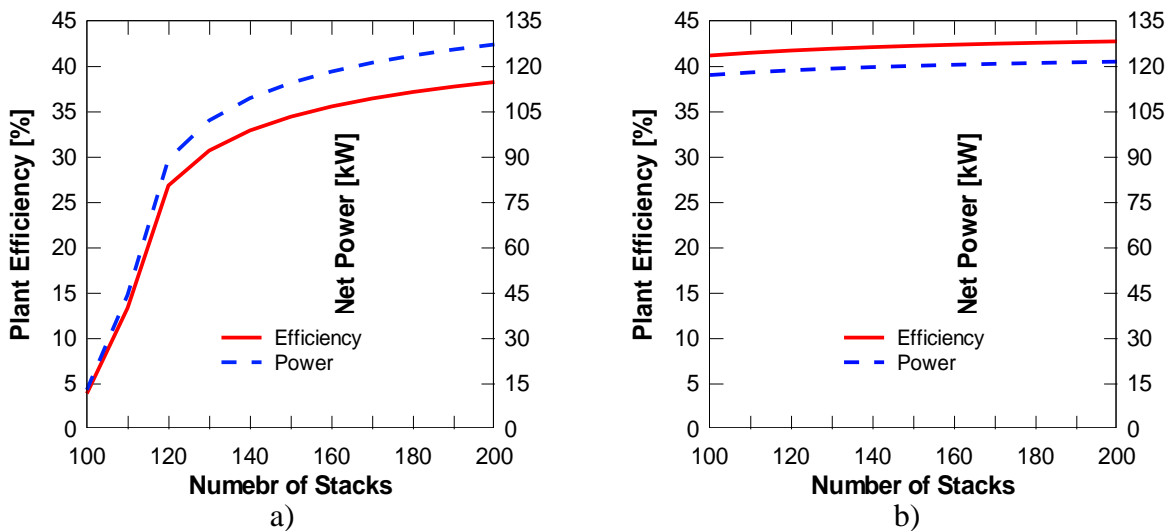 45
40
35
30
25
20
15
10
5
0
Plant Efficiency [%]
135
120
105
90
75
60
45
30
15
0
Net Power [kW]
Efficiency
Power
100 120 140 160 180 200
Numebr of Stacks
a)
45
40
35
30
25
20
15
10
5
0
Plant Efficiency [%]
135
120
105
90
75
60
45
30
15
0
Net Power [kW]
Efficiency
Power
100 120 140 160 180 200
Number of Stacks
b)